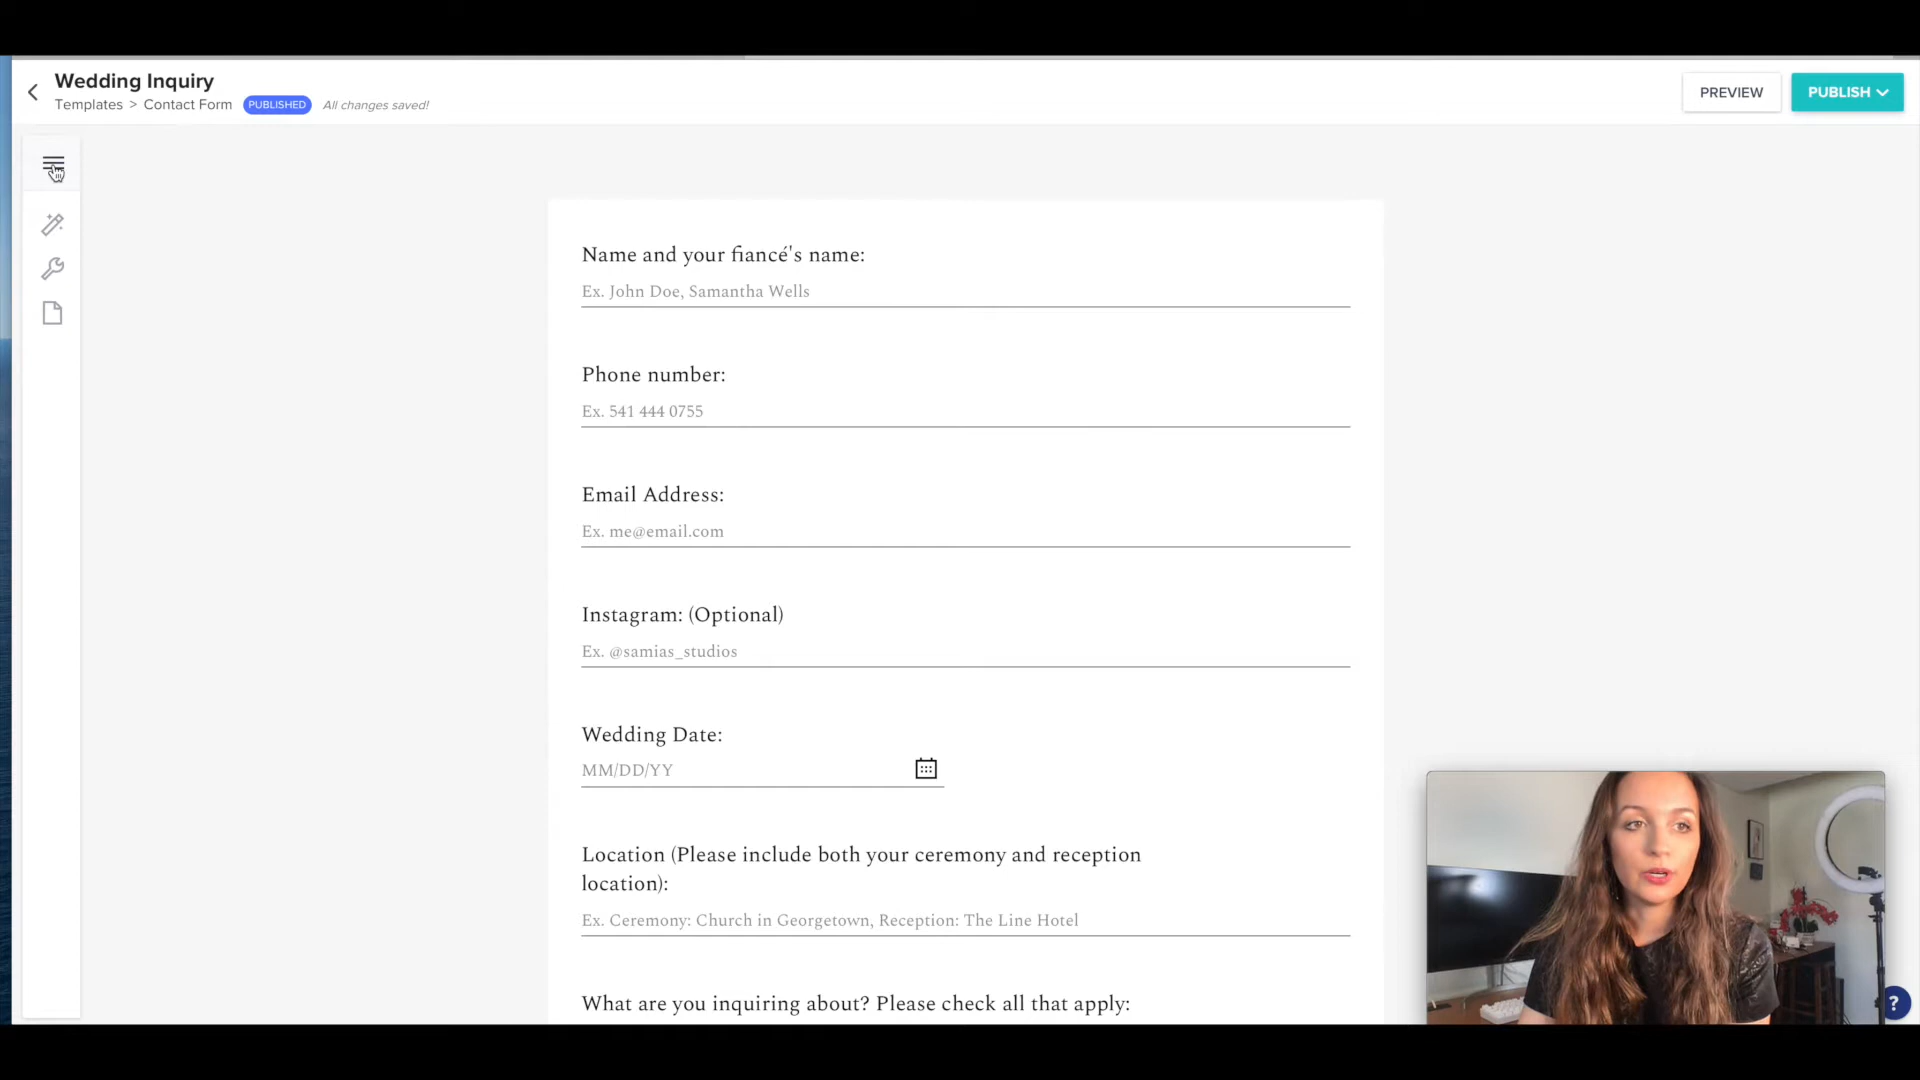 Wedding Inquiry
Templates > Contact Form PUBLISHED All changes saved!
PREVIEW
PUBLISH
Name and your fiancé's name:
Ex. John Doe, Samantha Wells
Phone number:
Ex. 541 444 0755
Email Address:
Ex. me@email.com
Instagram: (Optional)
Ex. @samias_studios
Wedding Date:
MM/DD/YY
Location (Please include both your ceremony and reception
location):
Ex. Ceremony: Church in Georgetown, Reception: The Line Hotel
What are you inquiring about? Please check all that apply:
?